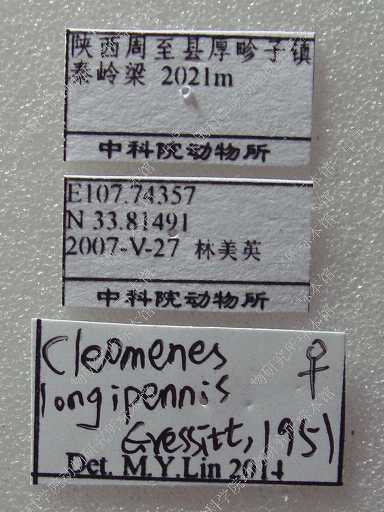 陕西周至县厚畛子镇
秦岭梁 2021m
中科院动物所
E107.74357
N 33.81491
2007-V-27 林美英
中科院动物所
Cleomenes ♀
longipennis
Gressitt, 1951
Det. M.Y.Lin 2014